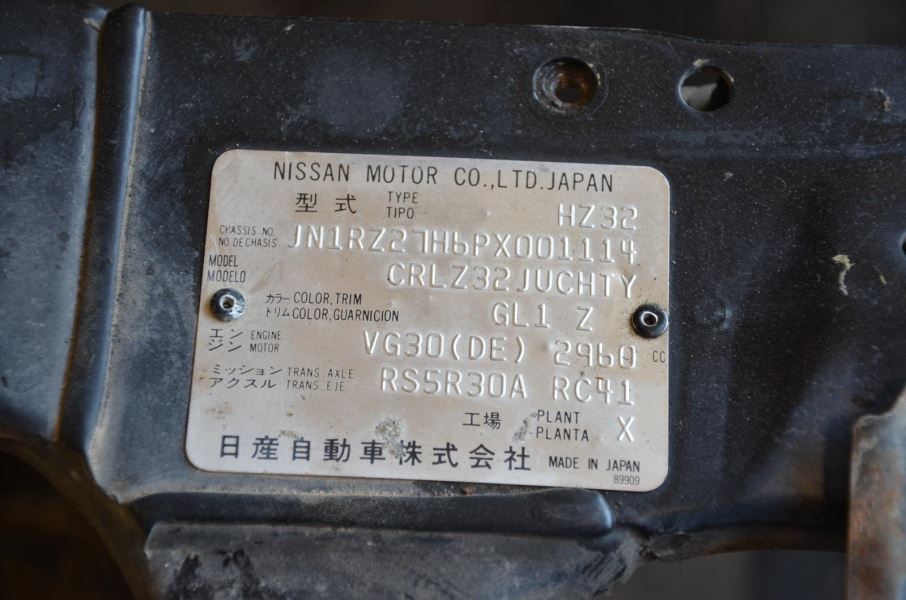 NISSAN MOTOR CO.,LTD.JAPAN
型式 TYPE TIPO HZ32
CHASSIS NO. NO DE CHASIS JN1RZ27H6PX001114
MODEL MODELO CRLZ32JUCHTY
カラー COLOR,TRIM トリム COLOR,GUARNICION GL1 Z
エンジン ENGINE MOTOR VG30(DE) 2960 CC
ミッション アクスル TRANS.AXLE TRANS.EJE RS5R30A RC41
工場 PLANT PLANTA X
日産自動車株式会社 MADE IN JAPAN
89909